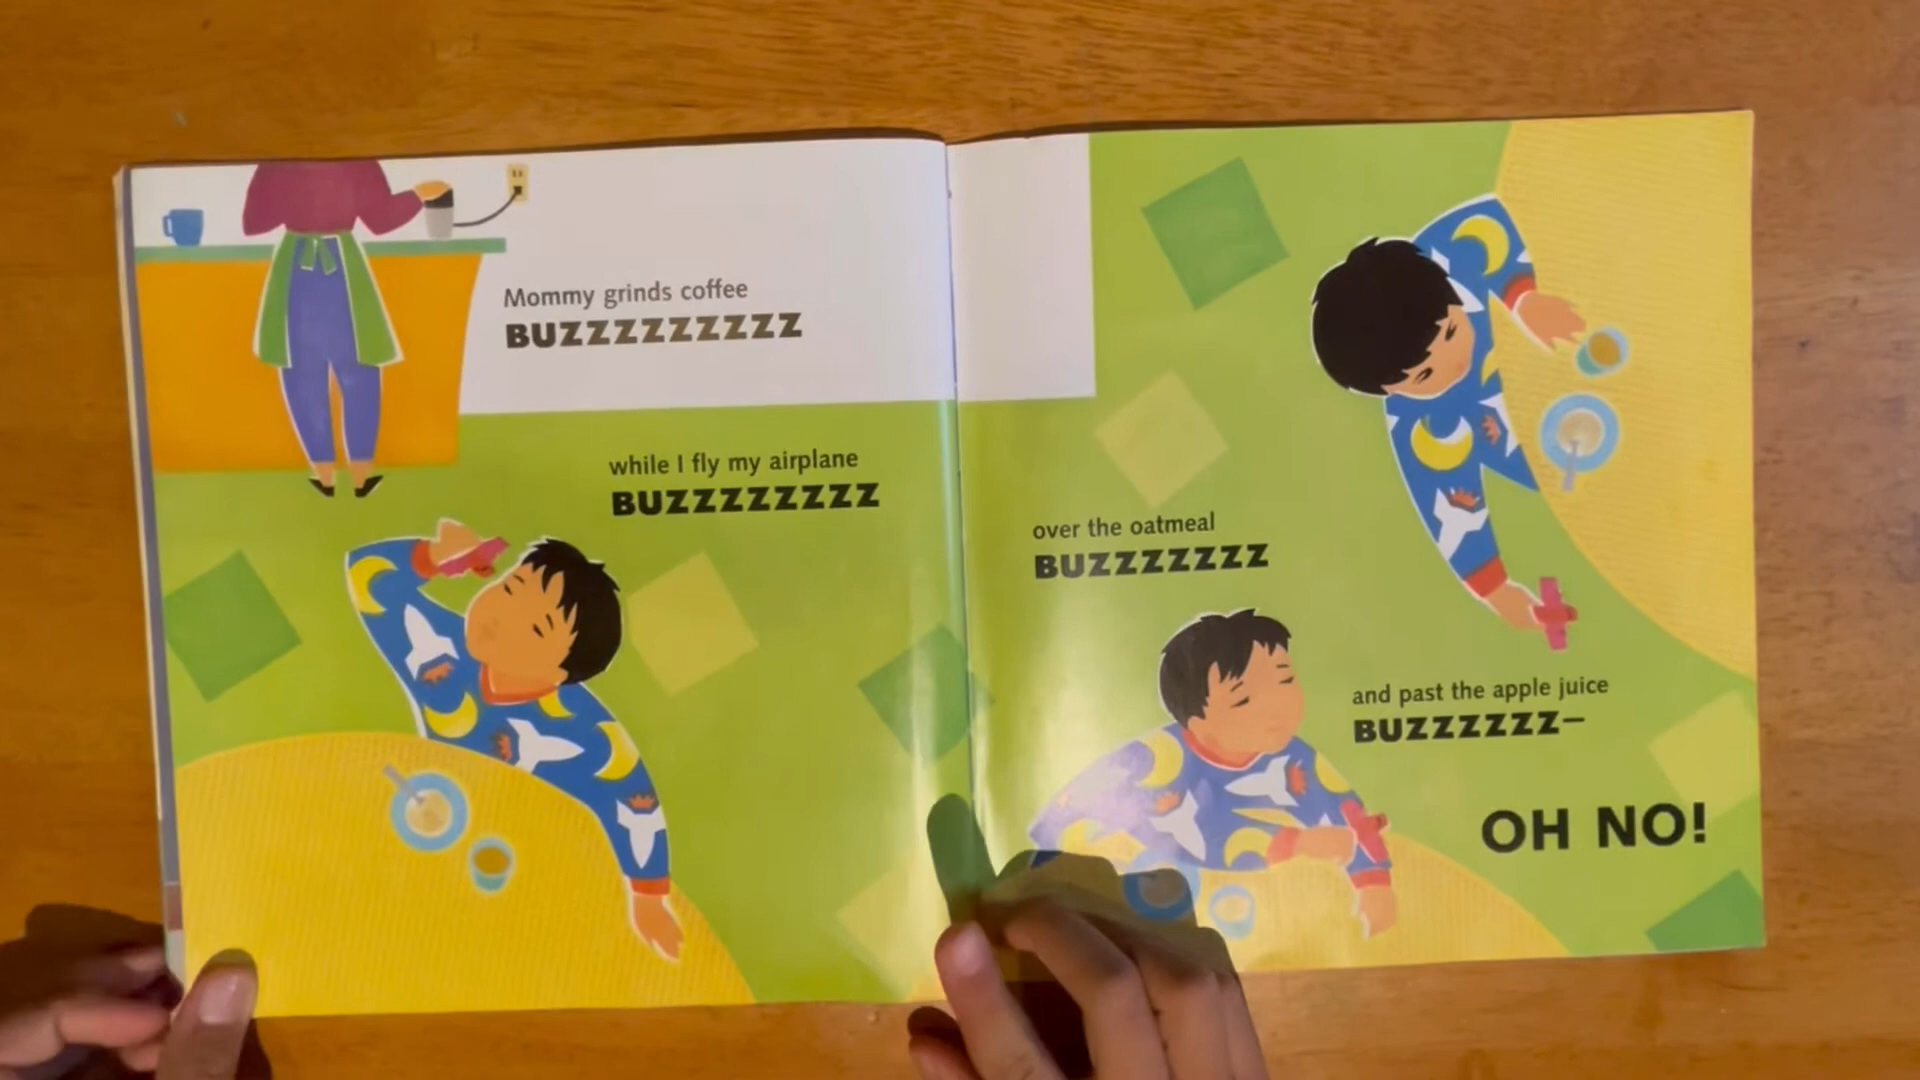 Mommy grinds coffee
BUZZZZZZZZZZ
while I fly my airplane
BUZZZZZZZZ
over the oatmeal
BUZZZZZZZ
and past the apple juice
BUZZZZZZ–
OH NO!